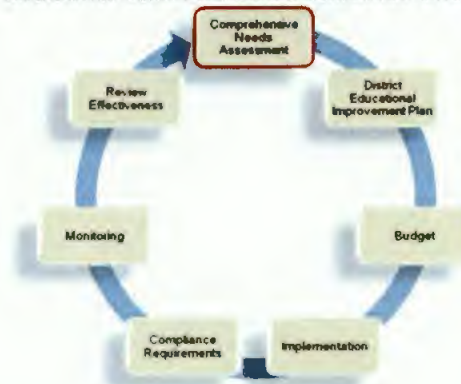 Comprehensive
Needs
Assessment
District
Educational
Improvement Plan
Budget
Implementation
Compliance
Requirements
Monitoring
Review
Effectiveness